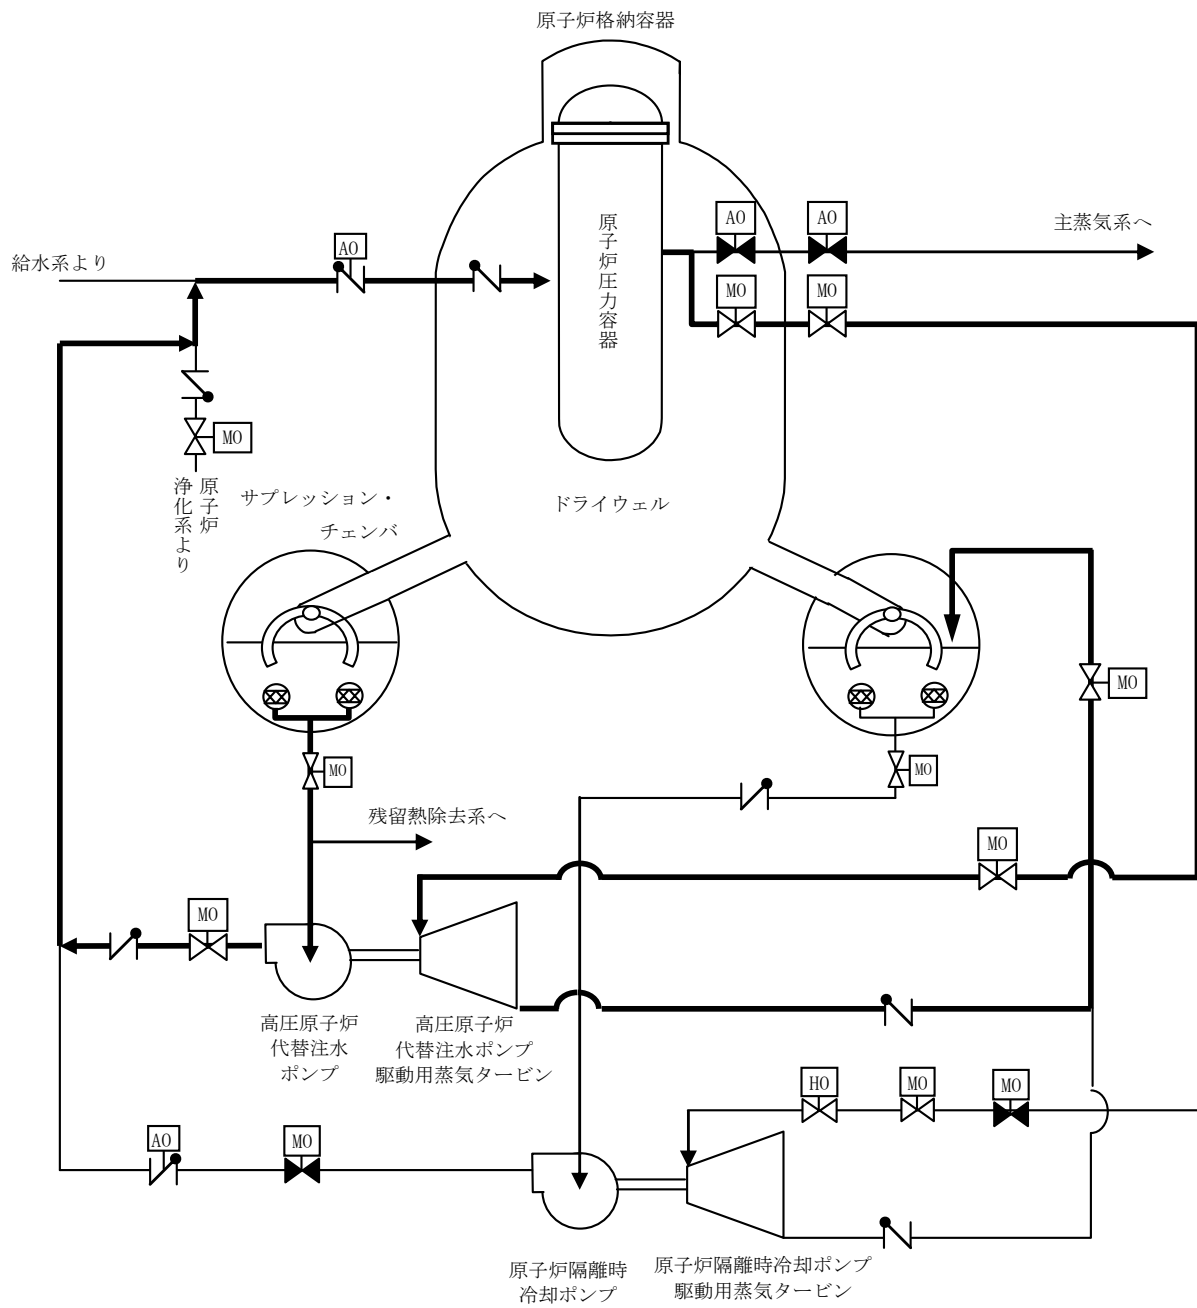 原子炉格納容器
原子炉圧力容器
AO
AO
主蒸気系へ
給水系より
AO
MO
MO
MO
原子炉
浄化系より
サプレッション・
チェンバ
ドライウェル
MO
MO
MO
残留熱除去系へ
MO
MO
高圧原子炉
代替注水
ポンプ
高圧原子炉
代替注水ポンプ
駆動用蒸気タービン
HO
MO
MO
AO
MO
原子炉隔離時
冷却ポンプ
原子炉隔離時冷却ポンプ
駆動用蒸気タービン